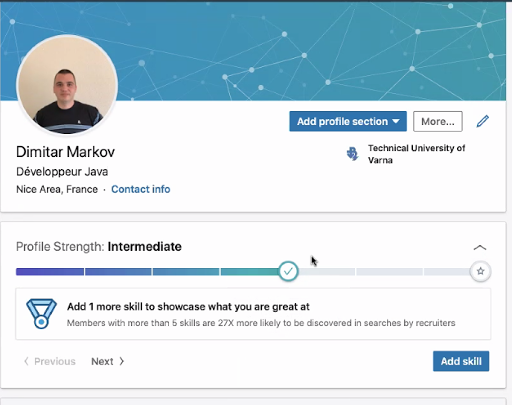 Add profile section
More...
Dimitar Markov
Technical University of
Varna
Développeur Java
Nice Area, France · Contact info
Profile Strength: Intermediate
Add 1 more skill to showcase what you are great at
Members with more than 5 skills are 27X more likely to be discovered in searches by recruiters
Previous
Next
Add skill